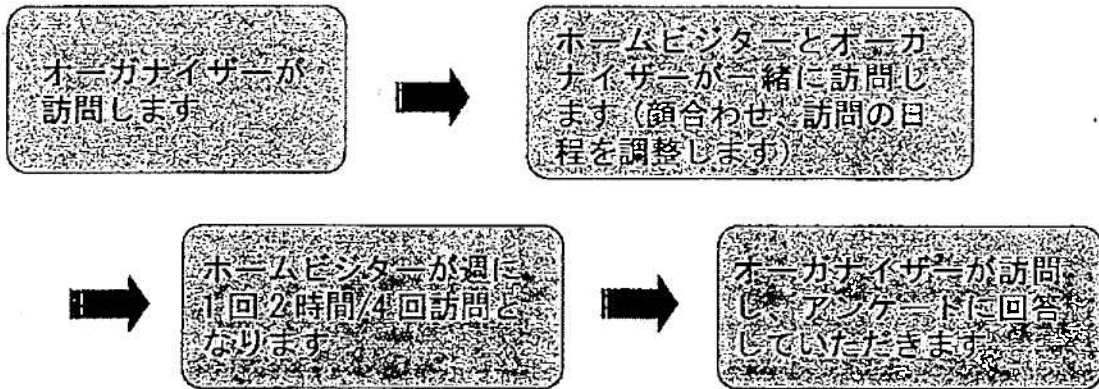 オーガナイザーが
訪問します
ホームビジターとオーガ
ナイザーが一緒に訪問し
ます（顔合わせ、訪問の日
程を調整します）
ホームビジターが週に
1回2時間/4回訪問と
なります
オーガナイザーが訪問
し、アンケートに回答
していただきます